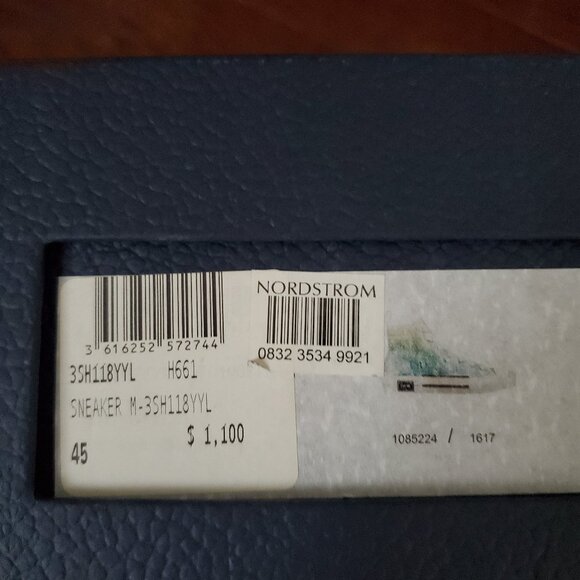 3 616252 572744
3SH118YYL H661
SNEAKER M-3SH118YYL
$ 1,100
45
NORDSTROM
0832 3534 9921
1085224 / 1617